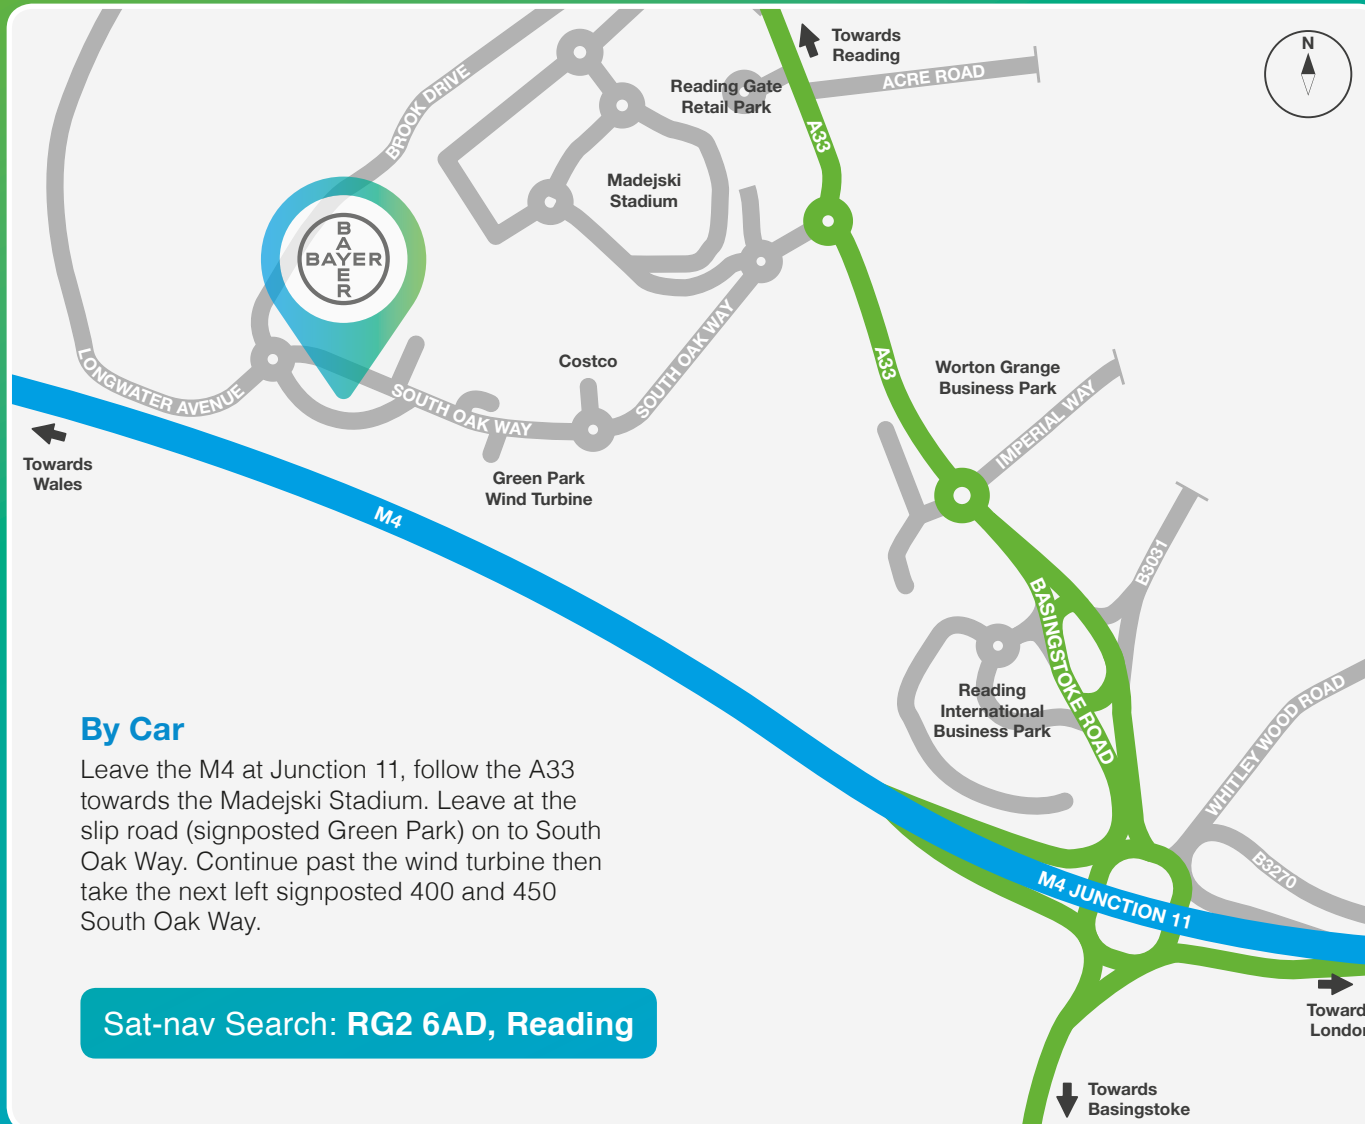 Towards
Reading
N
ACRE ROAD
Reading Gate
Retail Park
BROOK DRIVE
A33
Madejski
Stadium
B
A
BAYER
E
R
SOUTH OAK WAY
A33
Costco
Worton Grange
Business Park
IMPERIAL WAY
LONGWATER AVENUE
SOUTH OAK WAY
Towards
Wales
Green Park
Wind Turbine
M4
B3031
BASINGSTOKE ROAD
Reading
International
Business Park
WHITLEY WOOD ROAD
B3270
M4 JUNCTION 11
By Car
Leave the M4 at Junction 11, follow the A33
towards the Madejski Stadium. Leave at the
slip road (signposted Green Park) on to South
Oak Way. Continue past the wind turbine then
take the next left signposted 400 and 450
South Oak Way.
Sat-nav Search: RG2 6AD, Reading
Toward
Londo
Towards
Basingstoke